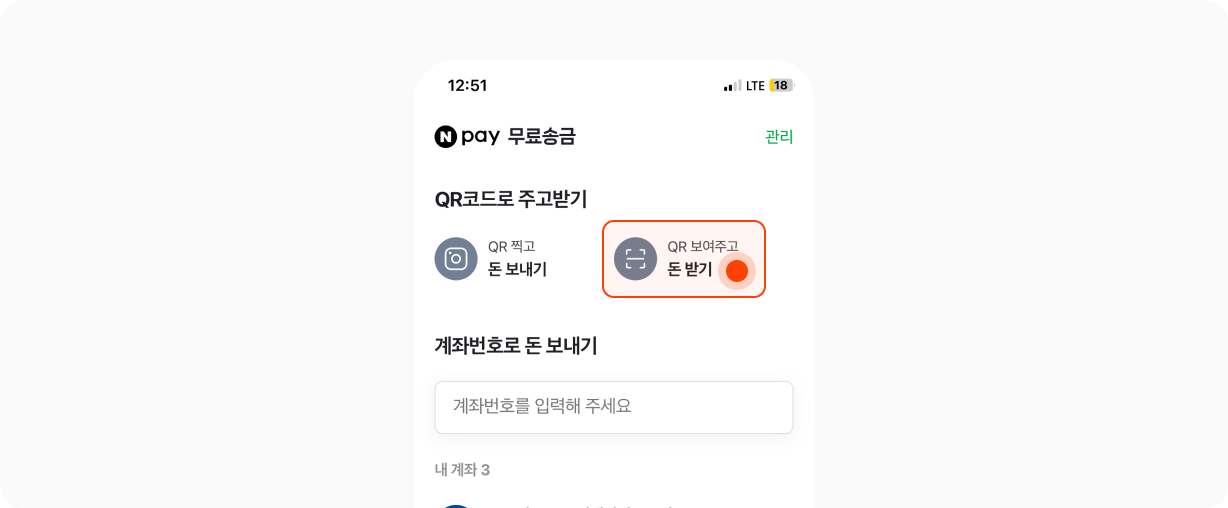 12:51 LTE 18
N pay 무료송금 관리
QR코드로 주고받기
QR 찍고
돈 보내기
QR 보여주고
돈 받기
계좌번호로 돈 보내기
계좌번호를 입력해 주세요
내 계좌 3